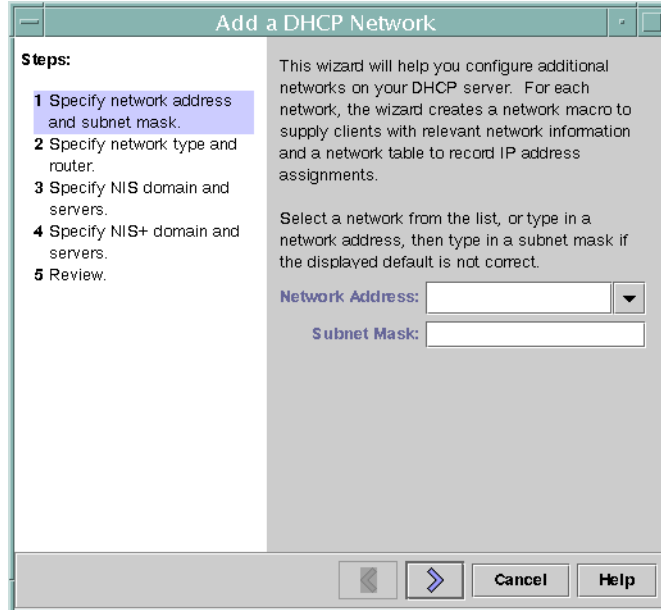 Add a DHCP Network
Steps:
1 Specify network address
and subnet mask.
2 Specify network type and
router.
3 Specify NIS domain and
servers.
4 Specify NIS+ domain and
servers.
5 Review.
This wizard will help you configure additional
networks on your DHCP server. For each
network, the wizard creates a network macro to
supply clients with relevant network information
and a network table to record IP address
assignments.
Select a network from the list, or type in a
network address, then type in a subnet mask if
the displayed default is not correct.
Network Address:
Subnet Mask:
Cancel
Help